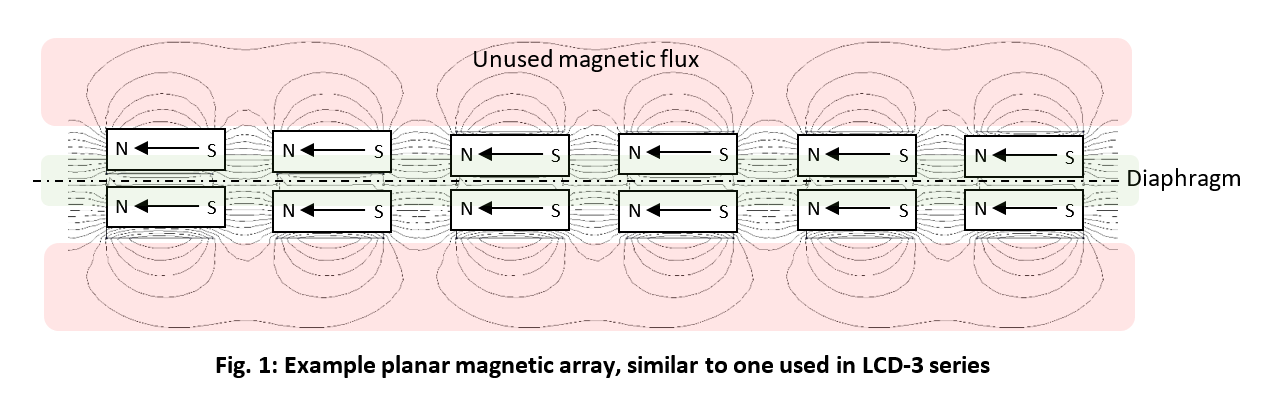 Unused magnetic flux
N S N S N S N S N S N S
Diaphragm
N S N S N S N S N S N S
Fig. 1: Example planar magnetic array, similar to one used in LCD-3 series